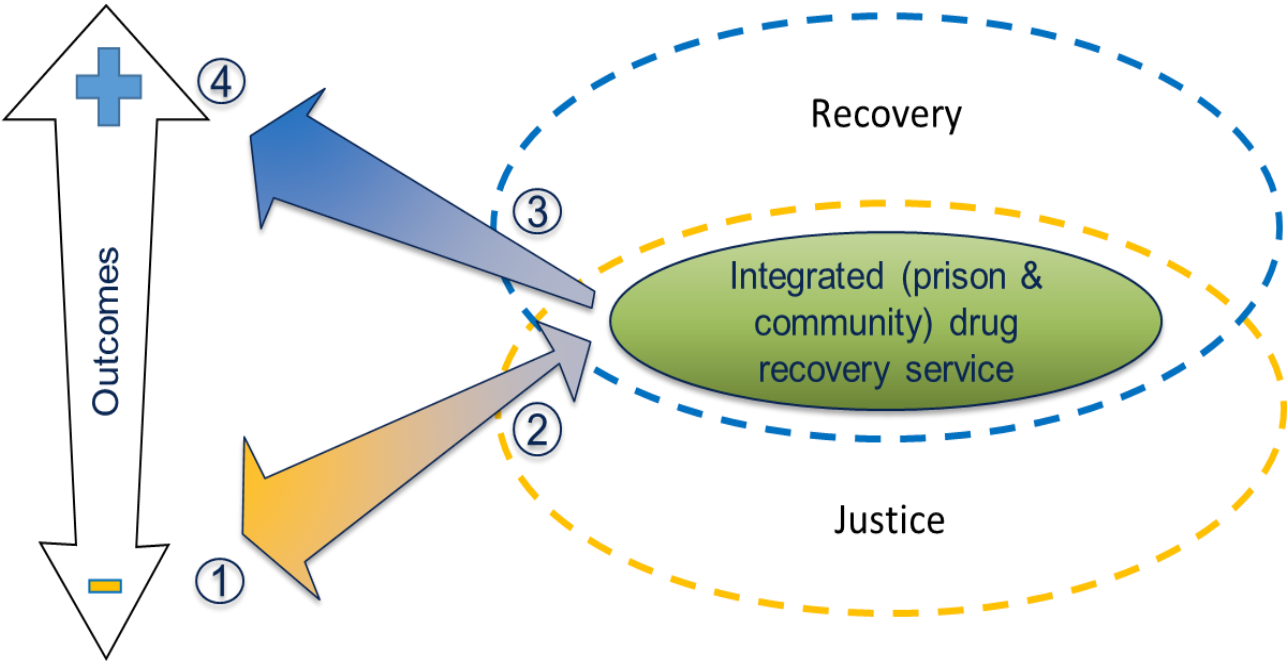 ④
Recovery
③
Integrated (prison &
community) drug
recovery service
Outcomes
②
Justice
①